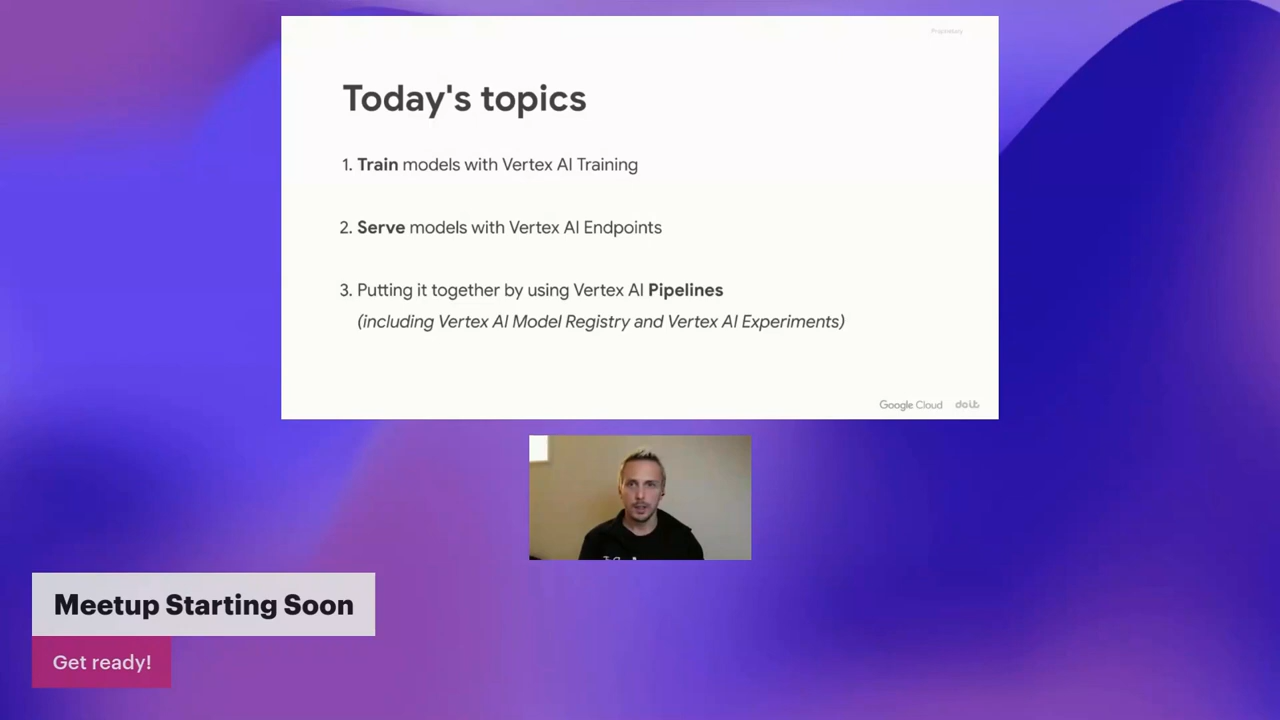 Proprietary
Today's topics
1. Train models with Vertex AI Training
2. Serve models with Vertex AI Endpoints
3. Putting it together by using Vertex AI Pipelines
(including Vertex AI Model Registry and Vertex AI Experiments)
Google Cloud doit
Meetup Starting Soon
Get ready!